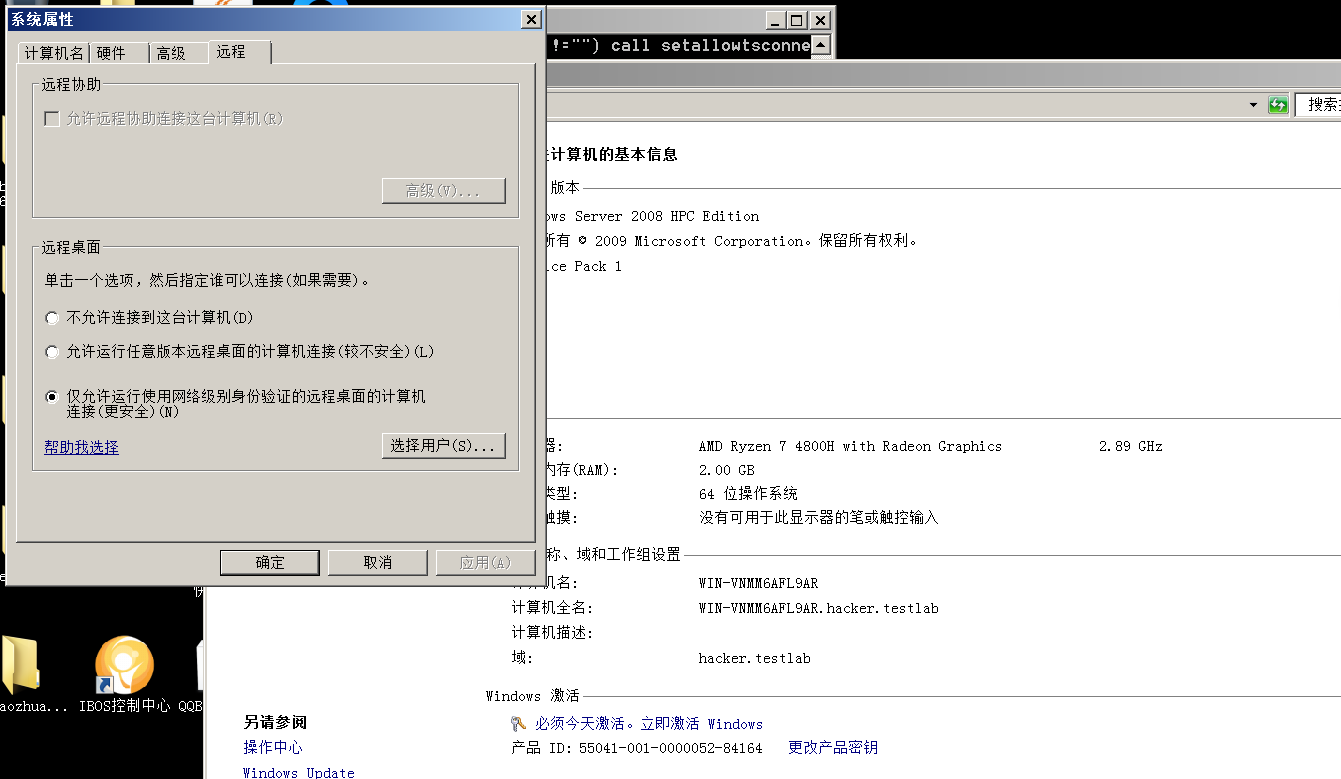 系统属性
!="") call setallowtsconne
计算机名
硬件
高级
远程
远程协助
允许远程协助连接这台计算机(R)
高级(V)...
远程桌面
单击一个选项，然后指定谁可以连接(如果需要)。
不允许连接到这台计算机(D)
允许运行任意版本远程桌面的计算机连接(较不安全)(L)
仅允许运行使用网络级别身份验证的远程桌面的计算机
连接(更安全)(N)
帮助我选择
选择用户(S)...
确定
取消
应用(A)
搜索
计算机的基本信息
版本
ows Server 2008 HPC Edition
所有 © 2009 Microsoft Corporation。保留所有权利。
ice Pack 1
器: AMD Ryzen 7 4800H with Radeon Graphics 2.89 GHz
内存(RAM): 2.00 GB
类型: 64 位操作系统
触摸: 没有可用于此显示器的笔或触控输入
称、域和工作组设置
计算机名: WIN-VNMM6AFL9AR
计算机全名: WIN-VNMM6AFL9AR.hacker.testlab
计算机描述:
域: hacker.testlab
Windows 激活
必须今天激活。立即激活 Windows
产品 ID: 55041-001-0000052-84164 更改产品密钥
另请参阅
操作中心
Windows Update
aozhua...
IBOS控制中心
QQB